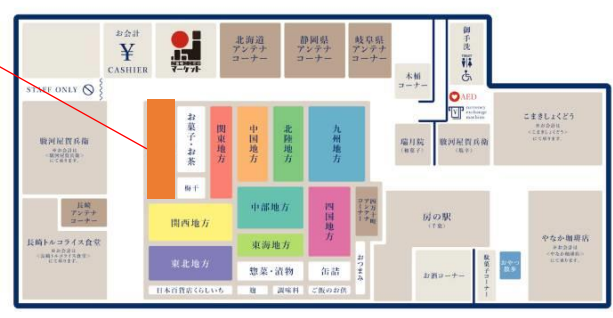 お会計
¥
CASHIER
マーケット
北海道
アンテナ
コーナー
静岡県
アンテナ
コーナー
岐阜県
アンテナ
コーナー
御手洗
木桶
コーナー
AED
STAFF ONLY
駿河屋賀兵衛
長崎
アンテナ
コーナー
長崎トルコライス食堂
お菓子・お茶
梅干
関東地方
中国地方
北陸地方
九州地方
関西地方
中部地方
四国地方
東海地方
東北地方
惣菜・漬物
缶詰
おつまみ
日本百貨店くらしいち
麺
調味料
ご飯のお供
瑞月院
駿河屋賀兵衛
こまきしょくどう
房の駅
(千葉)
お酒コーナー
駄菓子コーナー
おやつ
散歩
やなか珈琲店